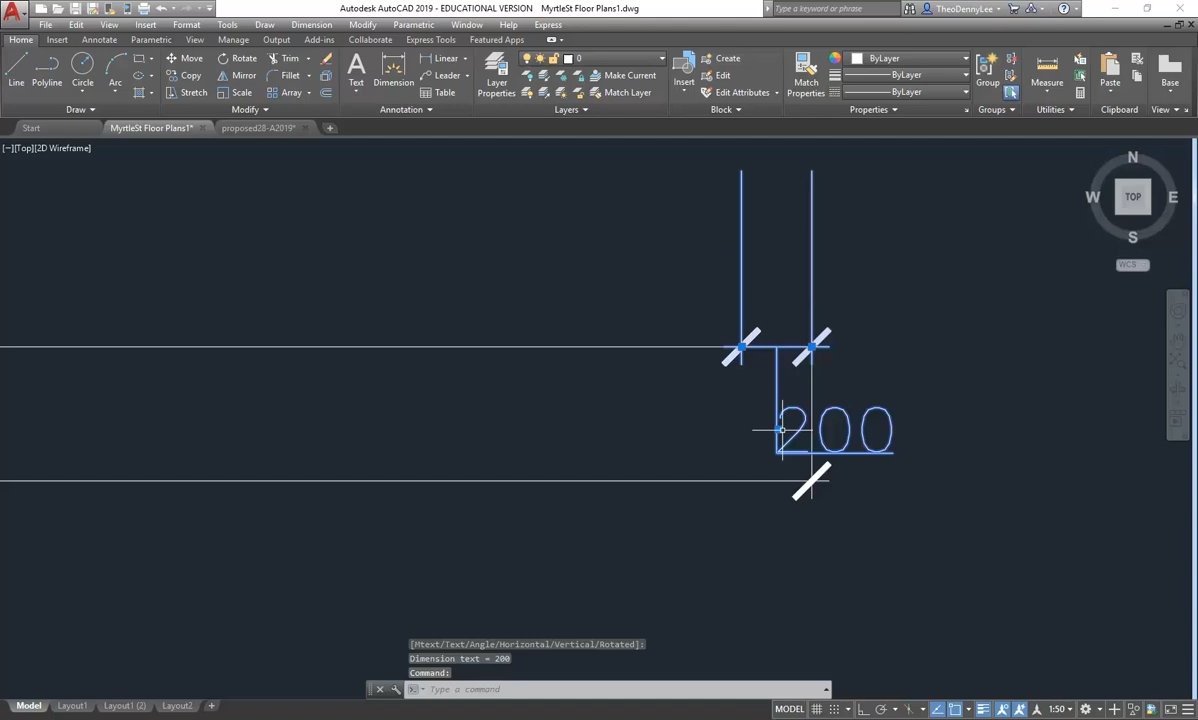 Autodesk AutoCAD 2019 - EDUCATIONAL VERSION MyrtleSt Floor Plans1.dwg
Type a keyword or phrase
TheoDennyLee
File Edit View Insert Format Tools Draw Dimension Modify Parametric Window Help Express
Home Insert Annotate Parametric View Manage Output Add-ins Collaborate Express Tools Featured Apps
Line Polyline Circle Arc
Move Rotate Trim
Copy Mirror Fillet
Stretch Scale Array
Text Dimension
Linear
Leader
Table
Layer Properties
0
Make Current
Match Layer
Insert
Create
Edit
Edit Attributes
Match Properties
ByLayer
ByLayer
ByLayer
Group
Measure
Paste
Base
Draw Modify Annotation Layers Block Properties Groups Utilities Clipboard View
Start MyrtleSt Floor Plans1* proposed28-A2019*
[−][Top][2D Wireframe]
N
W TOP E
S
WCS
200
[Mtext/Text/Angle/Horizontal/Vertical/Rotated]:
Dimension text = 200
Command:
Type a command
Model Layout1 Layout1 (2) Layout2
MODEL
1:50